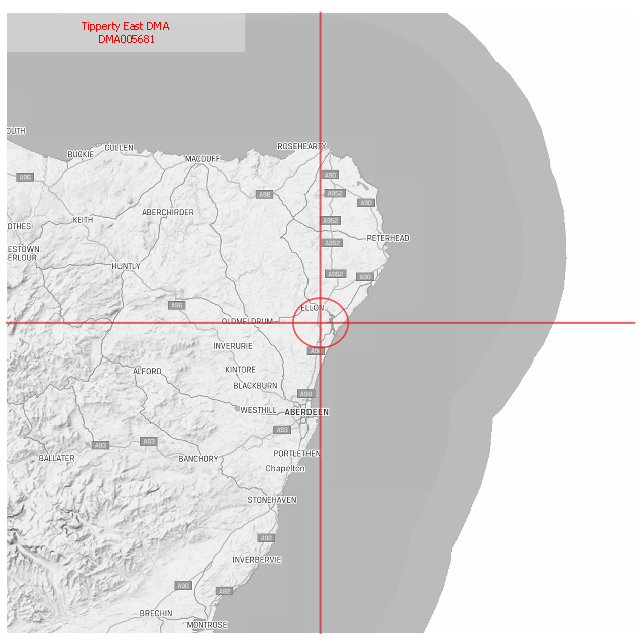 Tipperty East DMA
DMA005681
OUTH
CULLEN
ROSEHEARTY
BUCKIE
MACDUFF
A96
A90
A98
A952
A90
ABERCHIRDER
KEITH
A952
OTHES
PETERHEAD
A952
ESTOWN
ERLOUR
HUNTLY
A952
A90
A96
ELLON
OLDMELDRUM
INVERURIE
A90
KINTORE
ALFORD
BLACKBURN
A90
WESTHILL
ABERDEEN
A93
A93
A93
PORTLETHEN
BALLATER
BANCHORY
Chapelton
STONEHAVEN
A92
INVERBERVIE
A90
A92
BRECHIN
MONTROSE